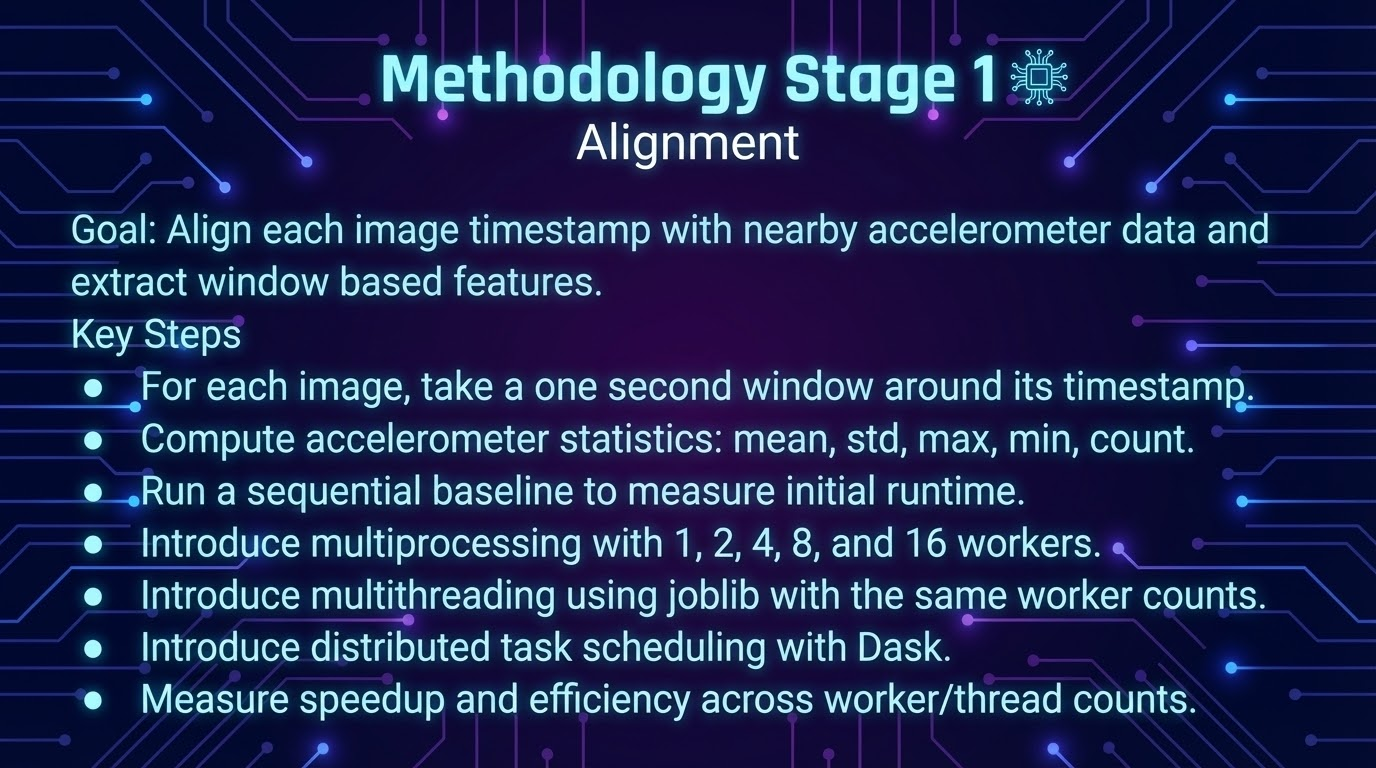 Methodology Stage 1
Alignment
Goal: Align each image timestamp with nearby accelerometer data and
extract window based features.
Key Steps
● For each image, take a one second window around its timestamp.
● Compute accelerometer statistics: mean, std, max, min, count.
● Run a sequential baseline to measure initial runtime.
● Introduce multiprocessing with 1, 2, 4, 8, and 16 workers.
● Introduce multithreading using joblib with the same worker counts.
● Introduce distributed task scheduling with Dask.
● Measure speedup and efficiency across worker/thread counts.